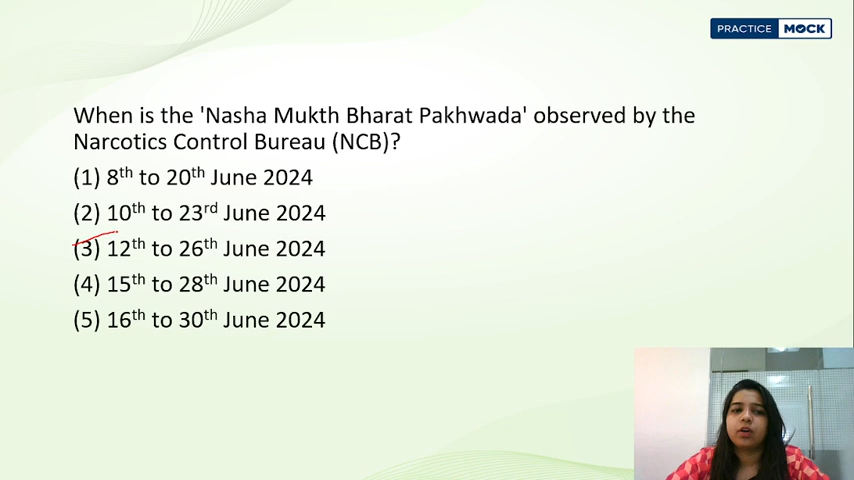 PRACTICE MOCK
When is the 'Nasha Mukth Bharat Pakhwada' observed by the
Narcotics Control Bureau (NCB)?
(1) 8th to 20th June 2024
(2) 10th to 23rd June 2024
(3) 12th to 26th June 2024
(4) 15th to 28th June 2024
(5) 16th to 30th June 2024